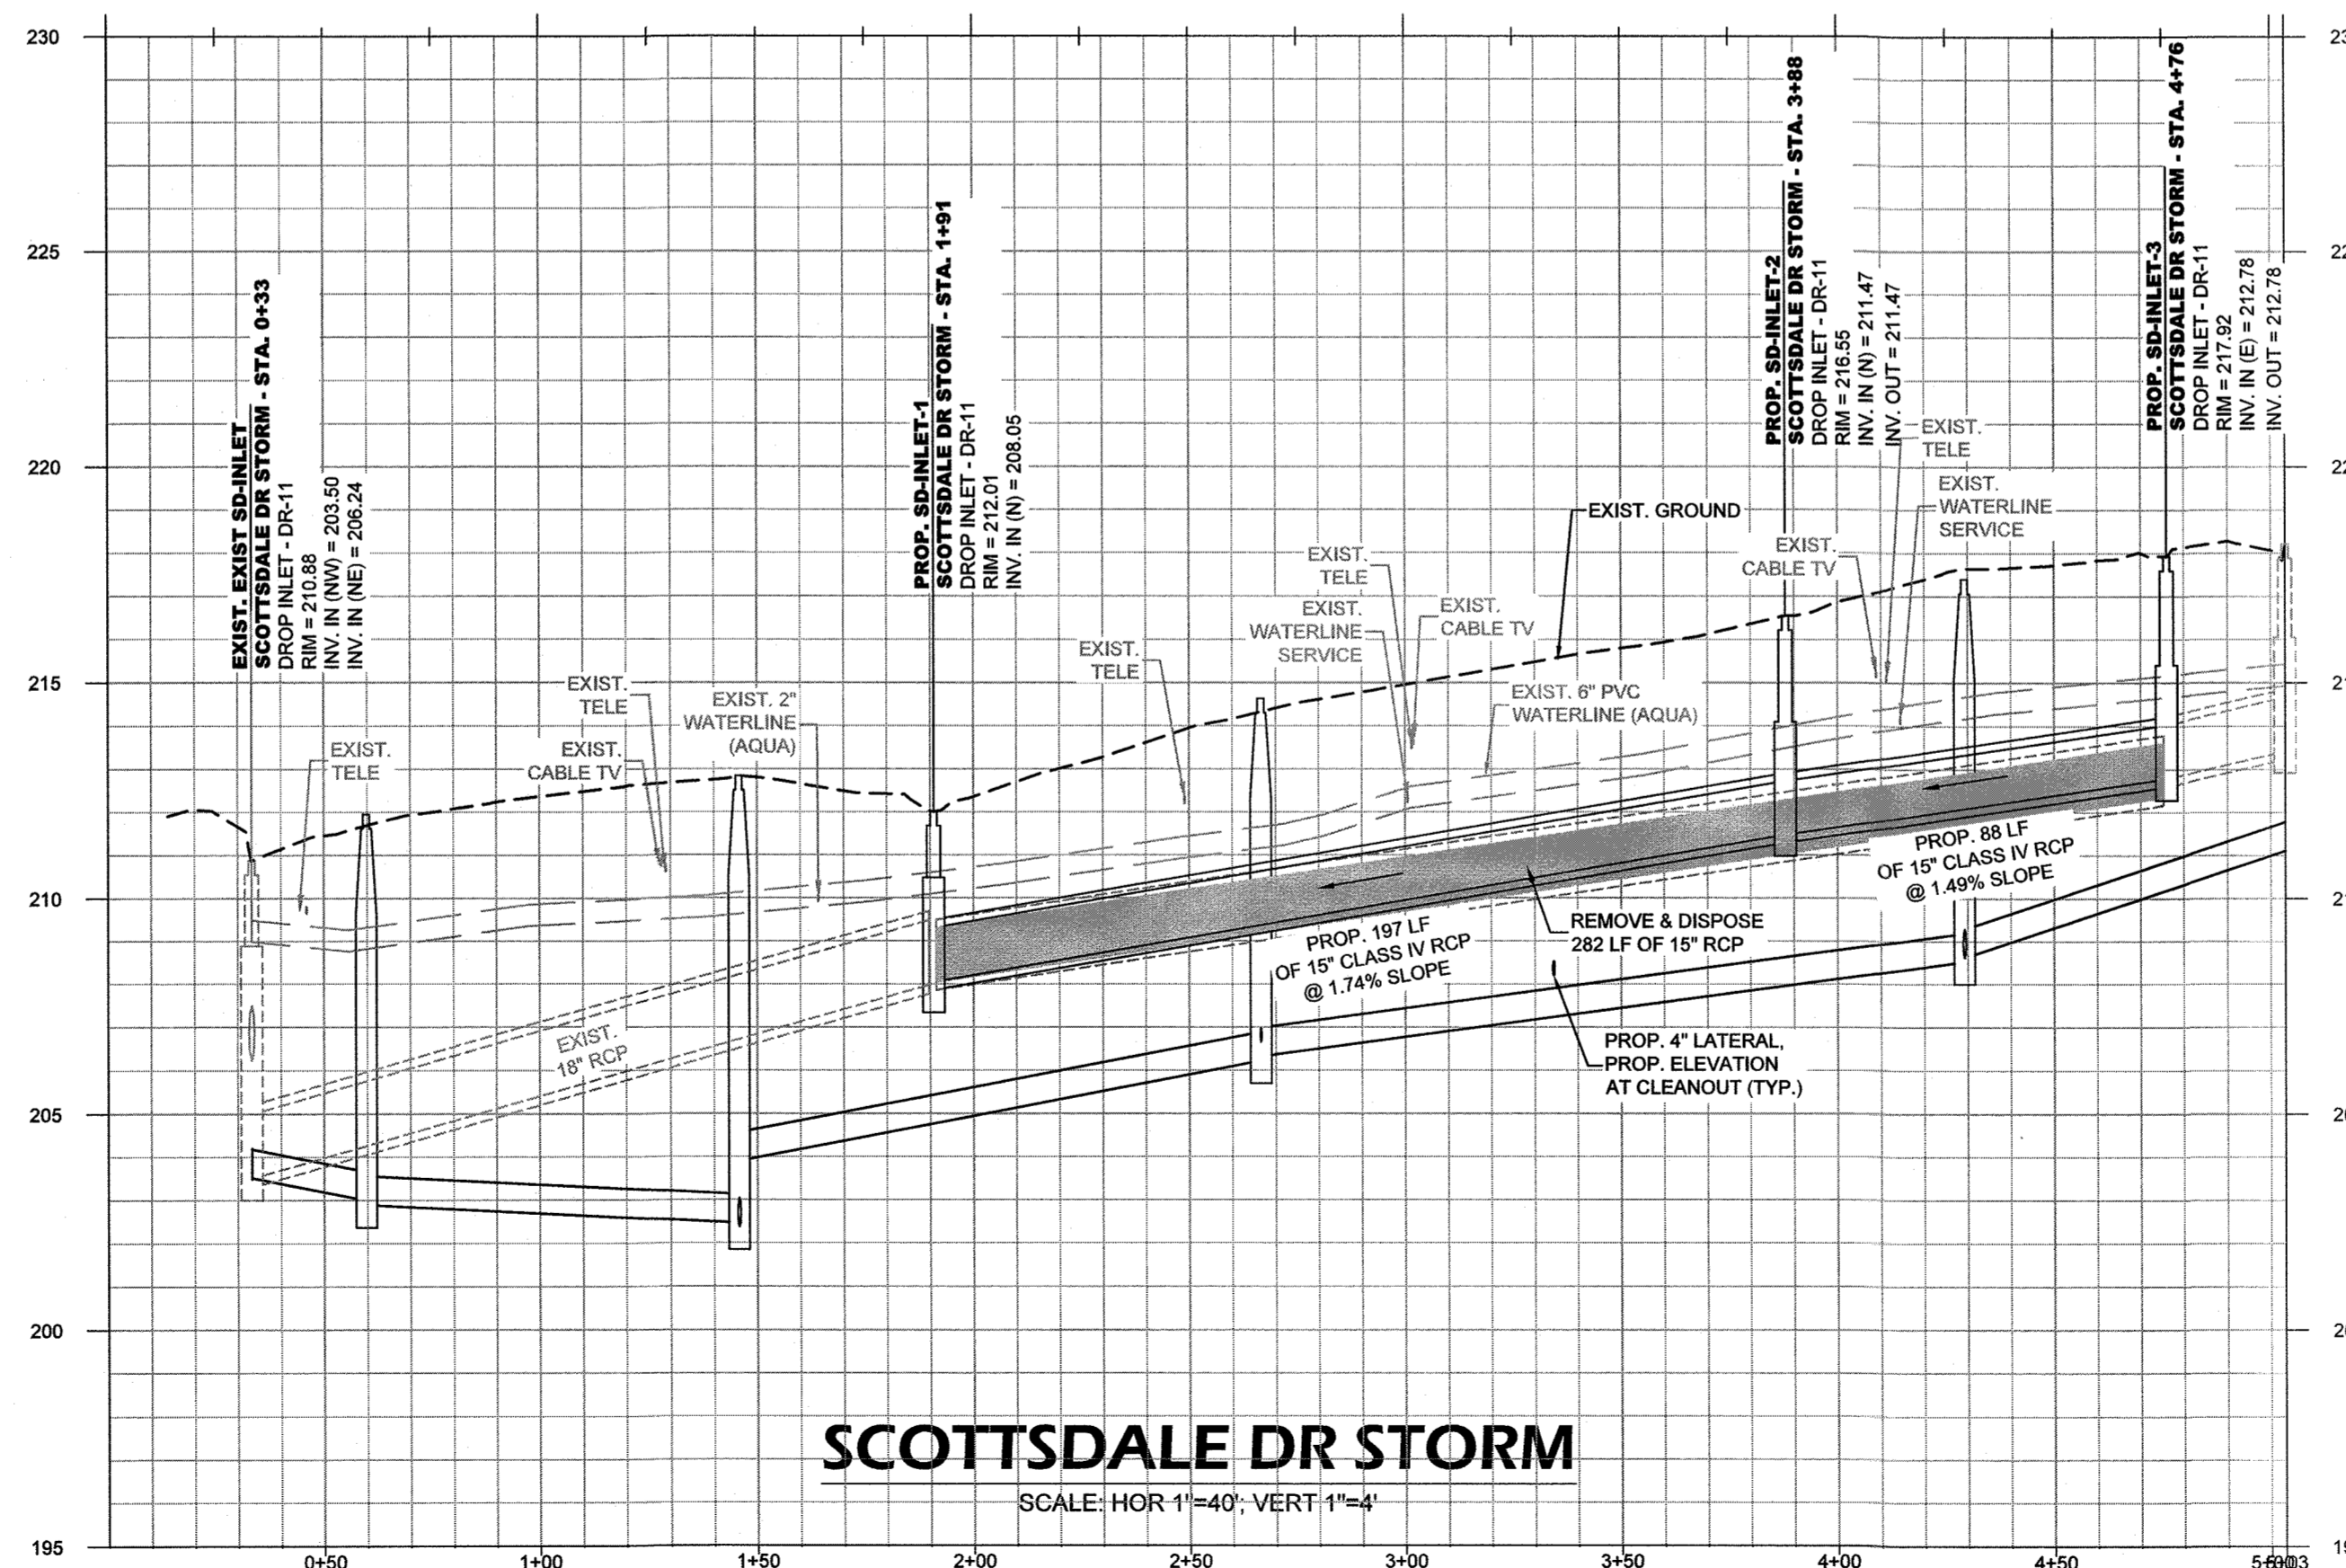 230
225
220
215
210
205
200
195
EXIST. EXIST SD-INLET
SCOTTSDALE DR STORM - STA. 0+33
DROP INLET - DR-11
RIM = 210.88
INV. IN (NW) = 203.50
INV. IN (NE) = 206.24
PROP. SD-INLET-1
SCOTTSDALE DR STORM - STA. 1+91
DROP INLET - DR-11
RIM = 212.01
INV. IN (N) = 208.05
PROP. SD-INLET-2
SCOTTSDALE DR STORM - STA. 3+88
DROP INLET - DR-11
RIM = 216.55
INV. IN (N) = 211.47
INV. OUT = 211.47
PROP. SD-INLET-3
SCOTTSDALE DR STORM - STA. 4+76
DROP INLET - DR-11
RIM = 217.92
INV. IN (E) = 212.78
INV. OUT = 212.78
EXIST.
TELE
EXIST.
TELE
EXIST.
CABLE TV
EXIST. 2"
WATERLINE
(AQUA)
EXIST.
18" RCP
EXIST.
TELE
EXIST.
TELE
EXIST.
WATERLINE
SERVICE
EXIST.
CABLE TV
EXIST. GROUND
EXIST. 6" PVC
WATERLINE (AQUA)
EXIST.
CABLE TV
EXIST.
TELE
EXIST.
WATERLINE
SERVICE
PROP. 197 LF
OF 15" CLASS IV RCP
@ 1.74% SLOPE
REMOVE & DISPOSE
282 LF OF 15" RCP
PROP. 88 LF
OF 15" CLASS IV RCP
@ 1.49% SLOPE
PROP. 4" LATERAL,
PROP. ELEVATION
AT CLEANOUT (TYP.)
SCOTTSDALE DR STORM
SCALE: HOR 1"=40'; VERT 1"=4'
0+50
1+00
1+50
2+00
2+50
3+00
3+50
4+00
4+50